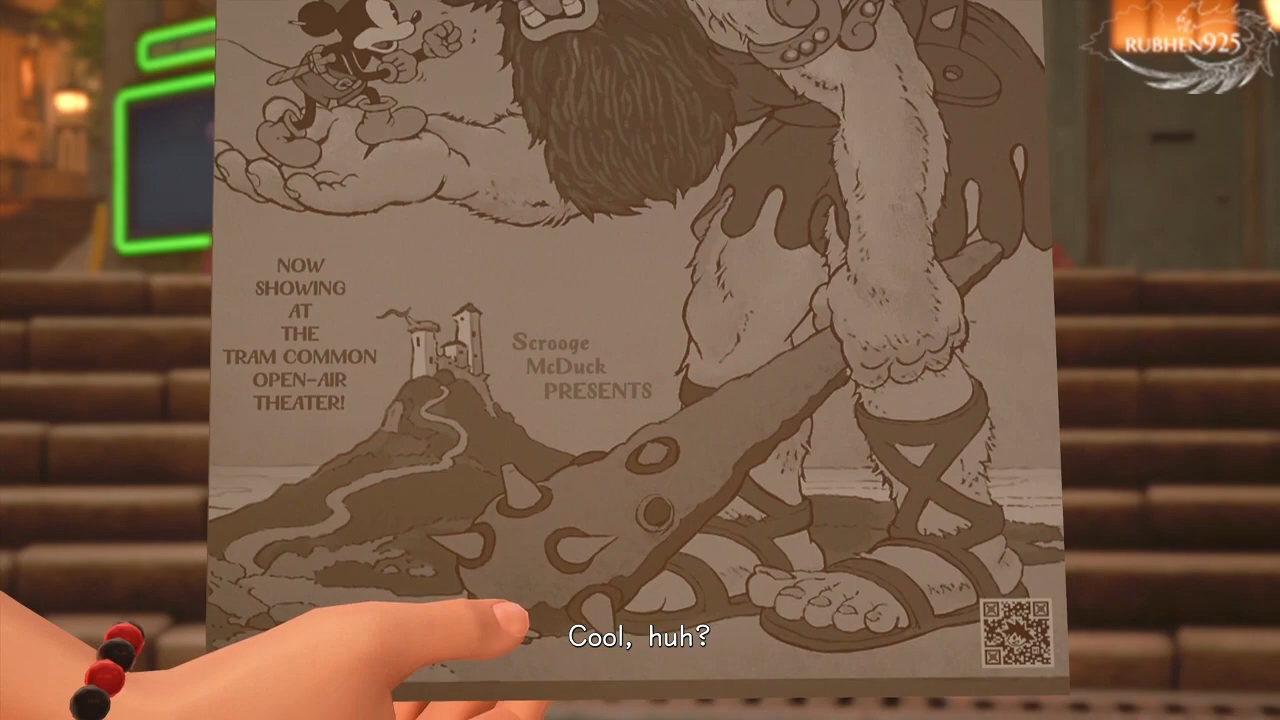 RUBHEN925
NOW
SHOWING
AT
THE
TRAM COMMON
OPEN-AIR
THEATER!
Scrooge
McDuck
PRESENTS
Cool, huh?